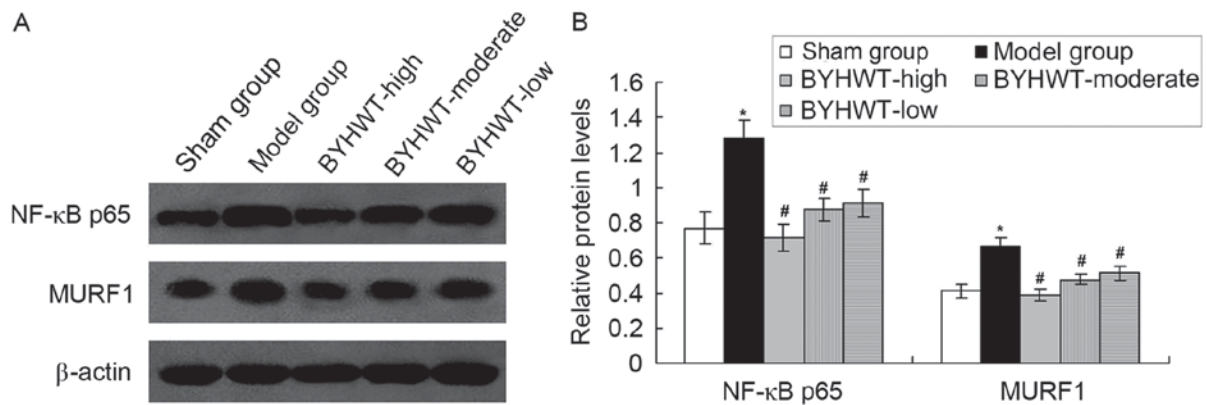 A
Sham group
Model group
BYHWT-high
BYHWT-moderate
BYHWT-low
NF-κB p65
MURF1
β-actin
B
Sham group Model group
BYHWT-high BYHWT-moderate
BYHWT-low
Relative protein levels
1.6
1.4
1.2
1
0.8
0.6
0.4
0.2
0
*
#
#
#
*
#
#
#
NF-κB p65 MURF1